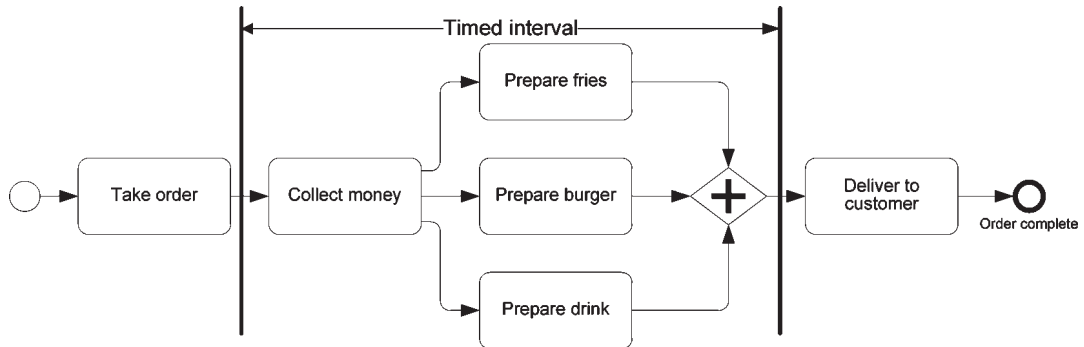 Timed interval
Prepare fries
Take order
Collect money
Prepare burger
Deliver to
customer
Order complete
Prepare drink